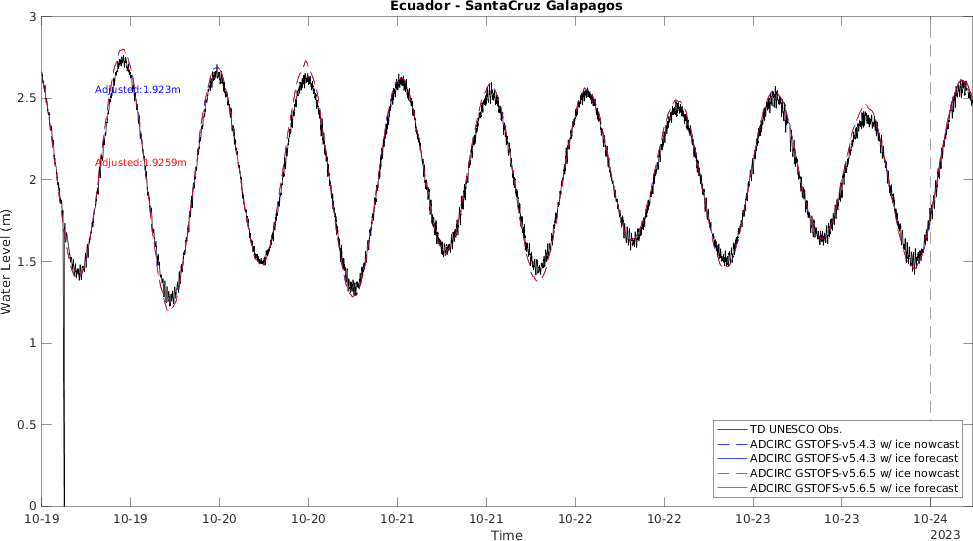 Ecuador - SantaCruz Galapagos
Water Level (m)
3
2.5
2
1.5
1
0.5
0
Adjusted:1.923m
Adjusted:1.9259m
TD UNESCO Obs.
ADCIRC GSTOFS-v5.4.3 w/ ice nowcast
ADCIRC GSTOFS-v5.4.3 w/ ice forecast
ADCIRC GSTOFS-v5.6.5 w/ ice nowcast
ADCIRC GSTOFS-v5.6.5 w/ ice forecast
10-19 10-19 10-20 10-20 10-21 10-21 10-22 10-22 10-23 10-23 10-24
Time 2023